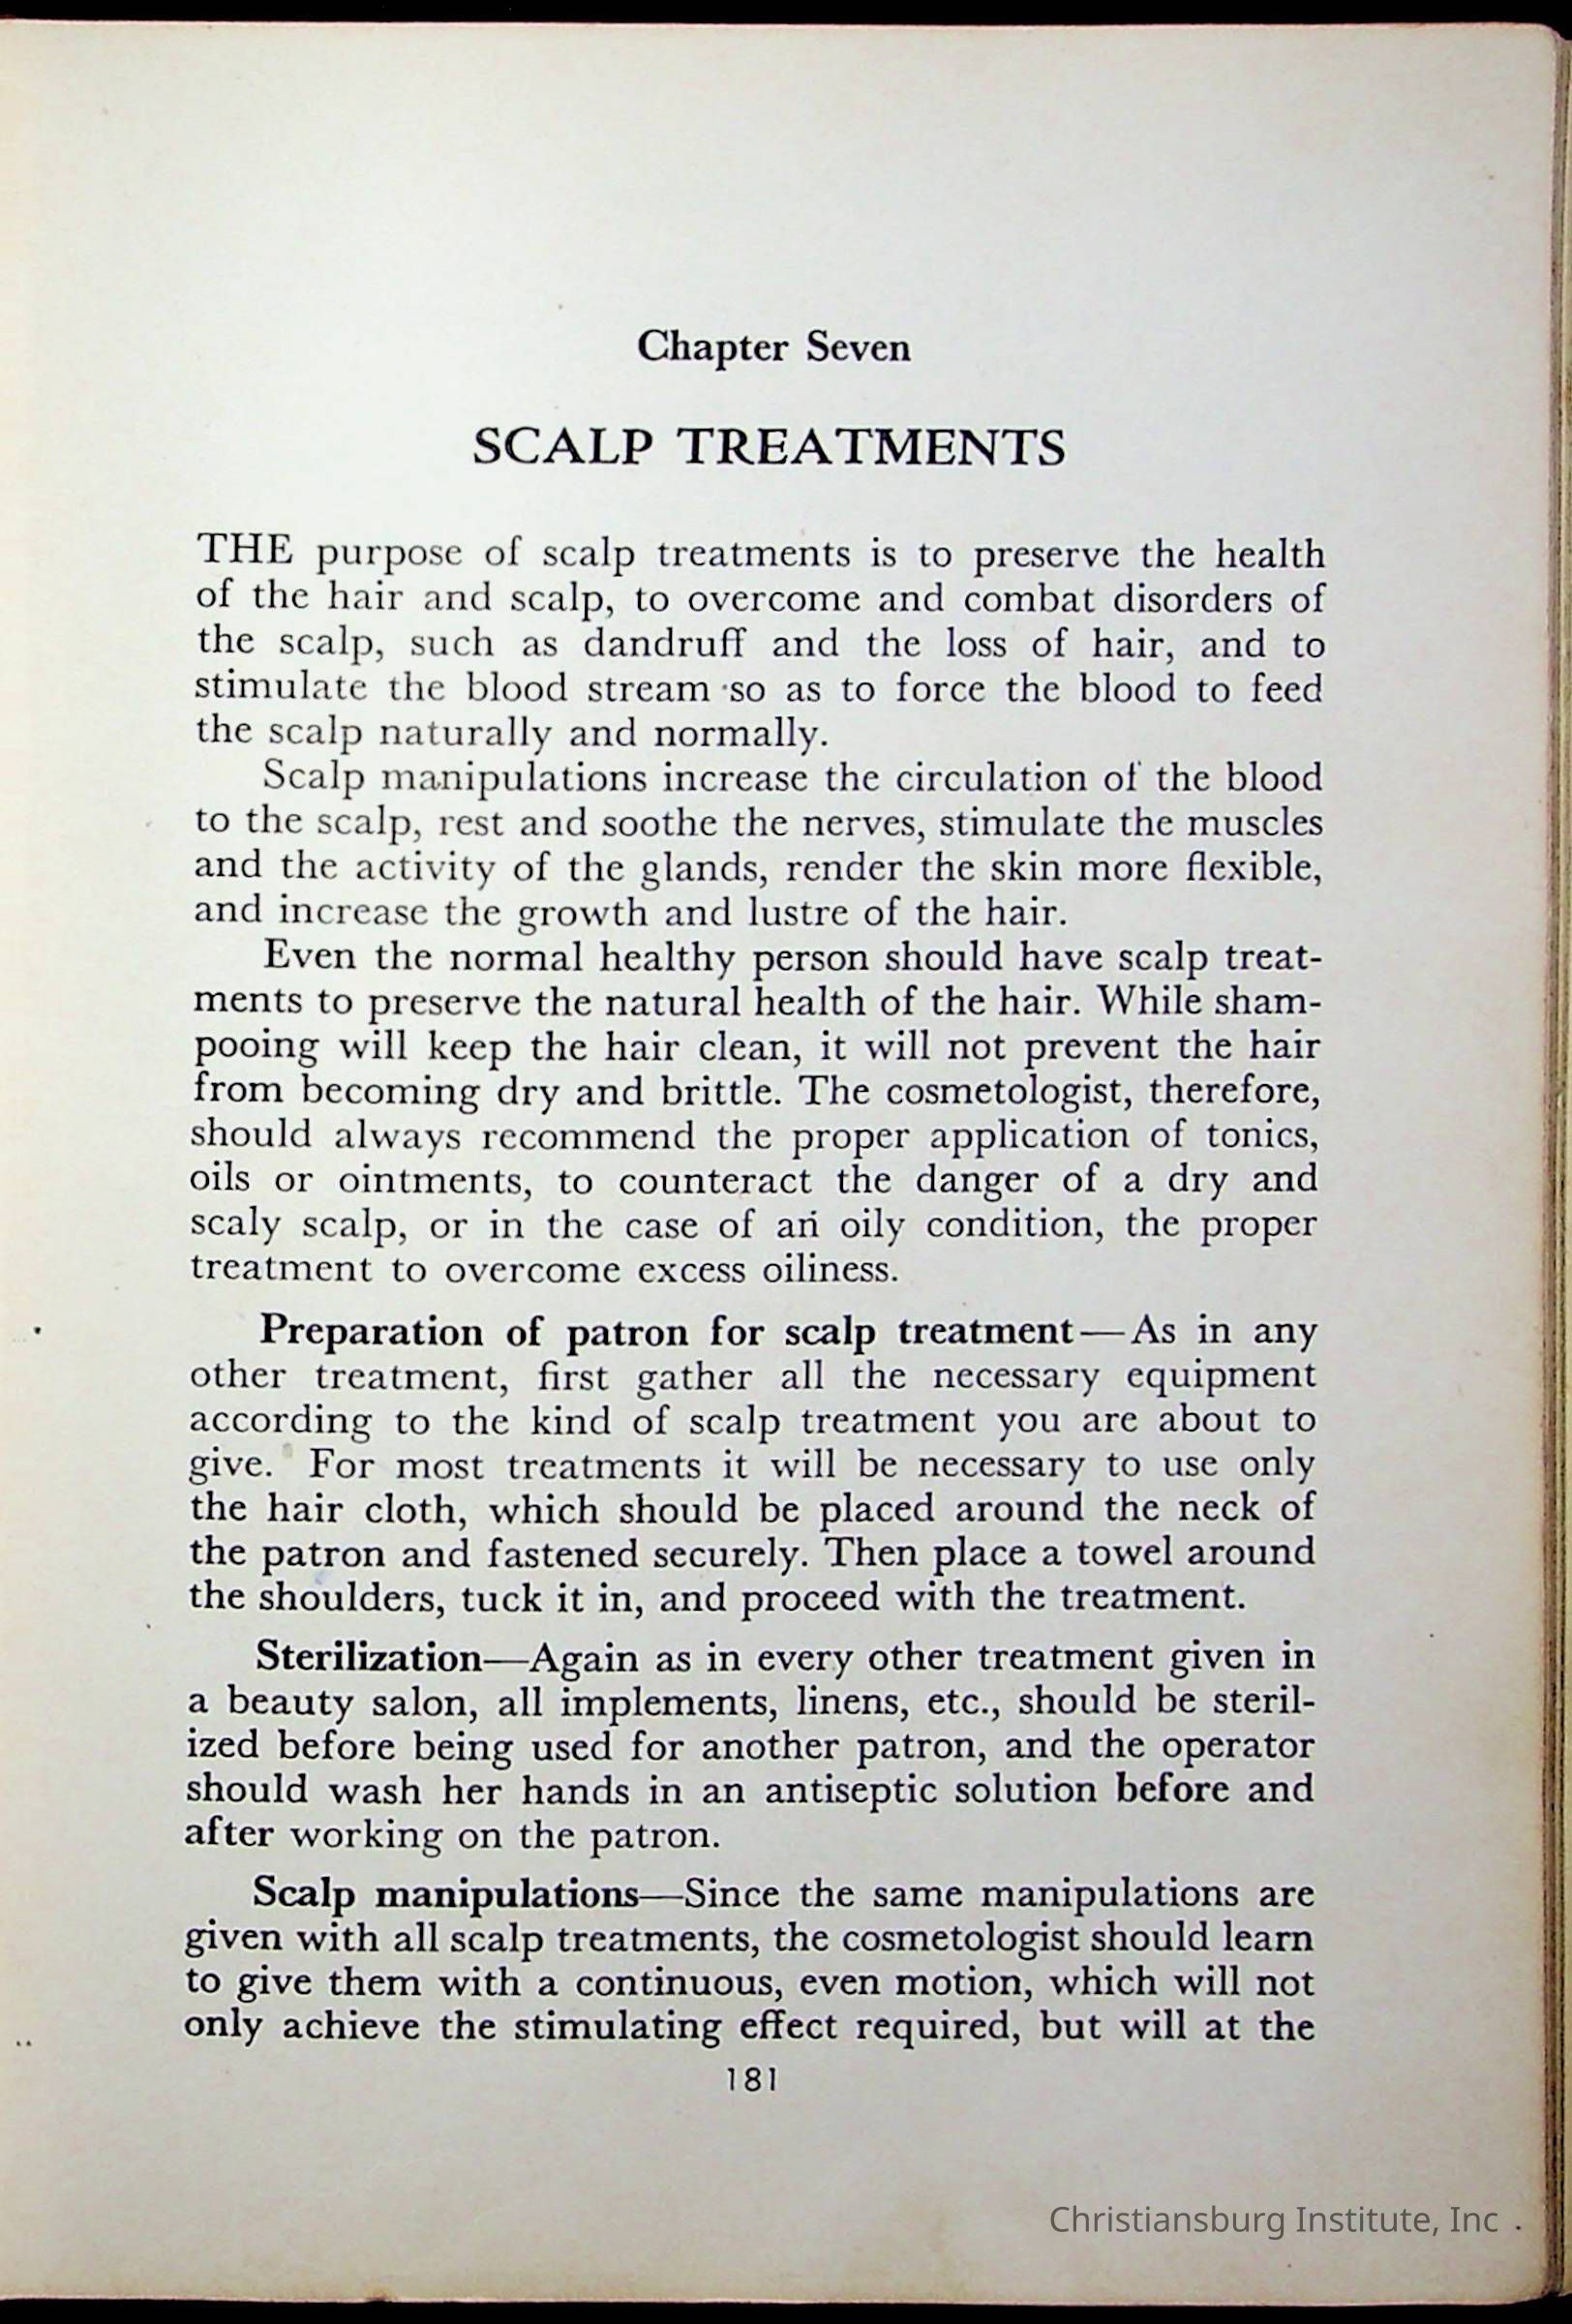 Chapter Seven
SCALP TREATMENTS
THE purpose of scalp treatments is to preserve the health
of the hair and scalp, to overcome and combat disorders of
the scalp, such as dandruff and the loss of hair, and to
stimulate the blood stream so as to force the blood to feed
the scalp naturally and normally.
Scalp manipulations increase the circulation of the blood
to the scalp, rest and soothe the nerves, stimulate the muscles
and the activity of the glands, render the skin more flexible,
and increase the growth and lustre of the hair.
Even the normal healthy person should have scalp treat-
ments to preserve the natural health of the hair. While sham-
pooing will keep the hair clean, it will not prevent the hair
from becoming dry and brittle. The cosmetologist, therefore,
should always recommend the proper application of tonics,
oils or ointments, to counteract the danger of a dry and
scaly scalp, or in the case of an oily condition, the proper
treatment to overcome excess oiliness.
Preparation of patron for scalp treatment—As in any
other treatment, first gather all the necessary equipment
according to the kind of scalp treatment you are about to
give. For most treatments it will be necessary to use only
the hair cloth, which should be placed around the neck of
the patron and fastened securely. Then place a towel around
the shoulders, tuck it in, and proceed with the treatment.
Sterilization—Again as in every other treatment given in
a beauty salon, all implements, linens, etc., should be steril-
ized before being used for another patron, and the operator
should wash her hands in an antiseptic solution before and
after working on the patron.
Scalp manipulations—Since the same manipulations are
given with all scalp treatments, the cosmetologist should learn
to give them with a continuous, even motion, which will not
only achieve the stimulating effect required, but will at the
181
Christiansburg Institute, Inc